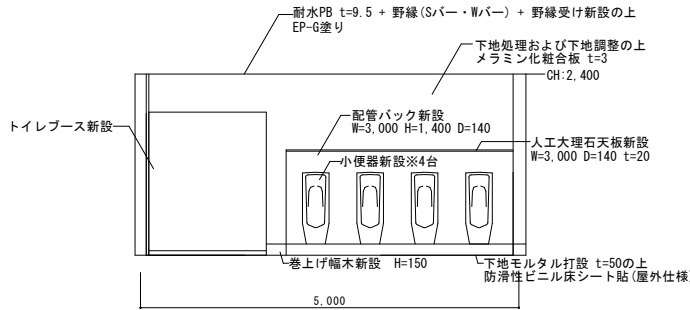 耐水PB t=9.5 + 野縁(Sバー・Wバー) + 野縁受け新設の上
EP-G塗り
下地処理および下地調整の上
メラミン化粧合板 t=3
CH:2,400
配管バック新設
W=3,000 H=1,400 D=140
トイレブース新設
人工大理石天板新設
W=3,000 D=140 t=20
小便器新設※4台
巻上げ幅木新設 H=150
下地モルタル打設 t=50の上
防滑性ビニル床シート貼(屋外仕様)
5,000